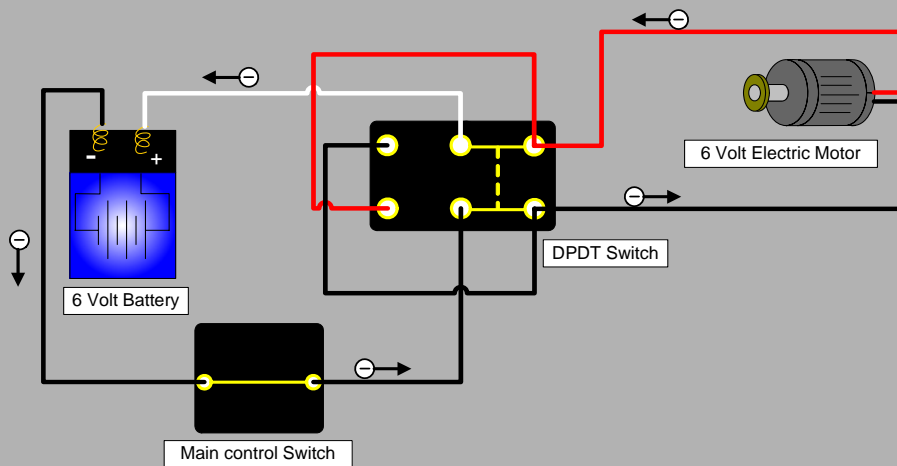 6 Volt Electric Motor
- +
DPDT Switch
6 Volt Battery
Main control Switch